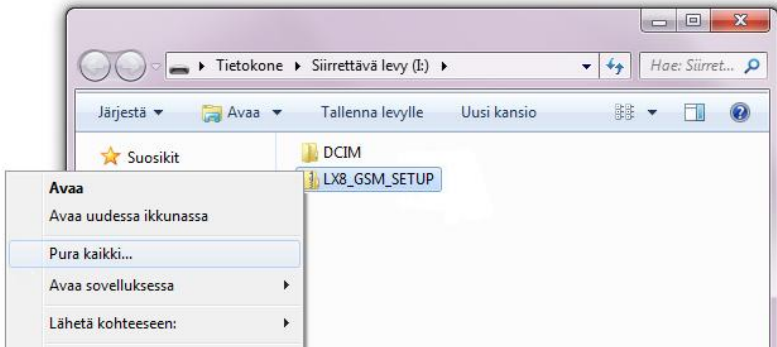 Tietokone Siirrettävä levy (I:) Hae: Siirret...
Järjestä Avaa Tallenna levylle Uusi kansio
Suosikit
DCIM
LX8_GSM_SETUP
Avaa
Avaa uudessa ikkunassa
Pura kaikki...
Avaa sovelluksessa
Lähetä kohteeseen: